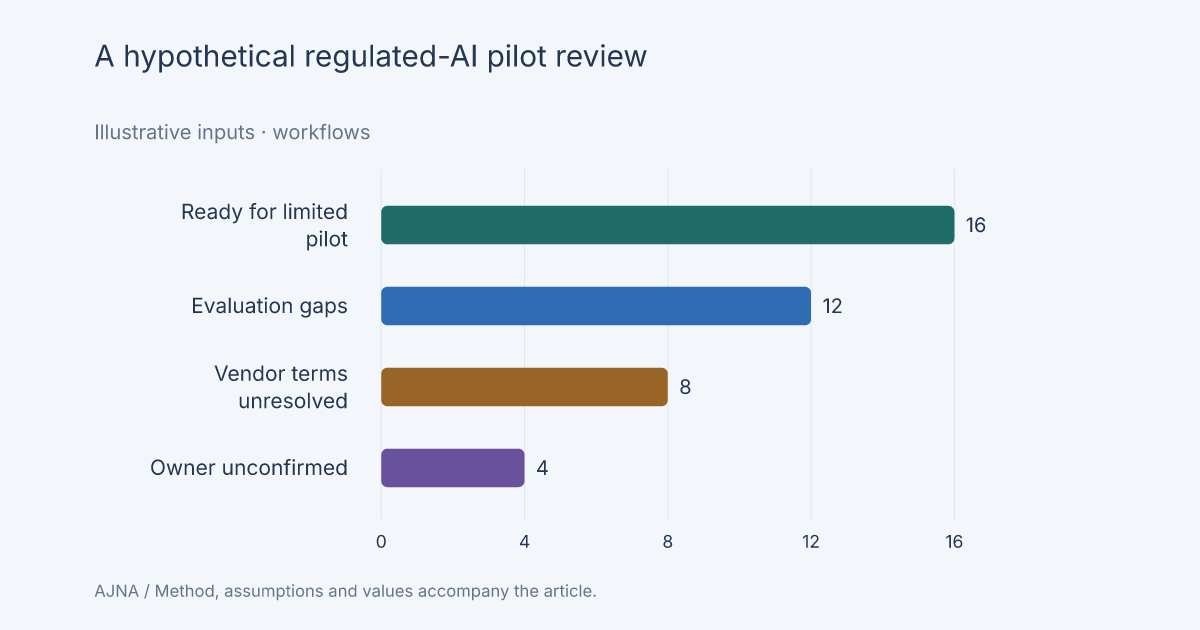 A hypothetical regulated-AI pilot review
Illustrative inputs · workflows
Ready for limited
pilot
16
Evaluation gaps
12
Vendor terms
unresolved
8
Owner unconfirmed
4
0 4 8 12 16
AJNA / Method, assumptions and values accompany the article.